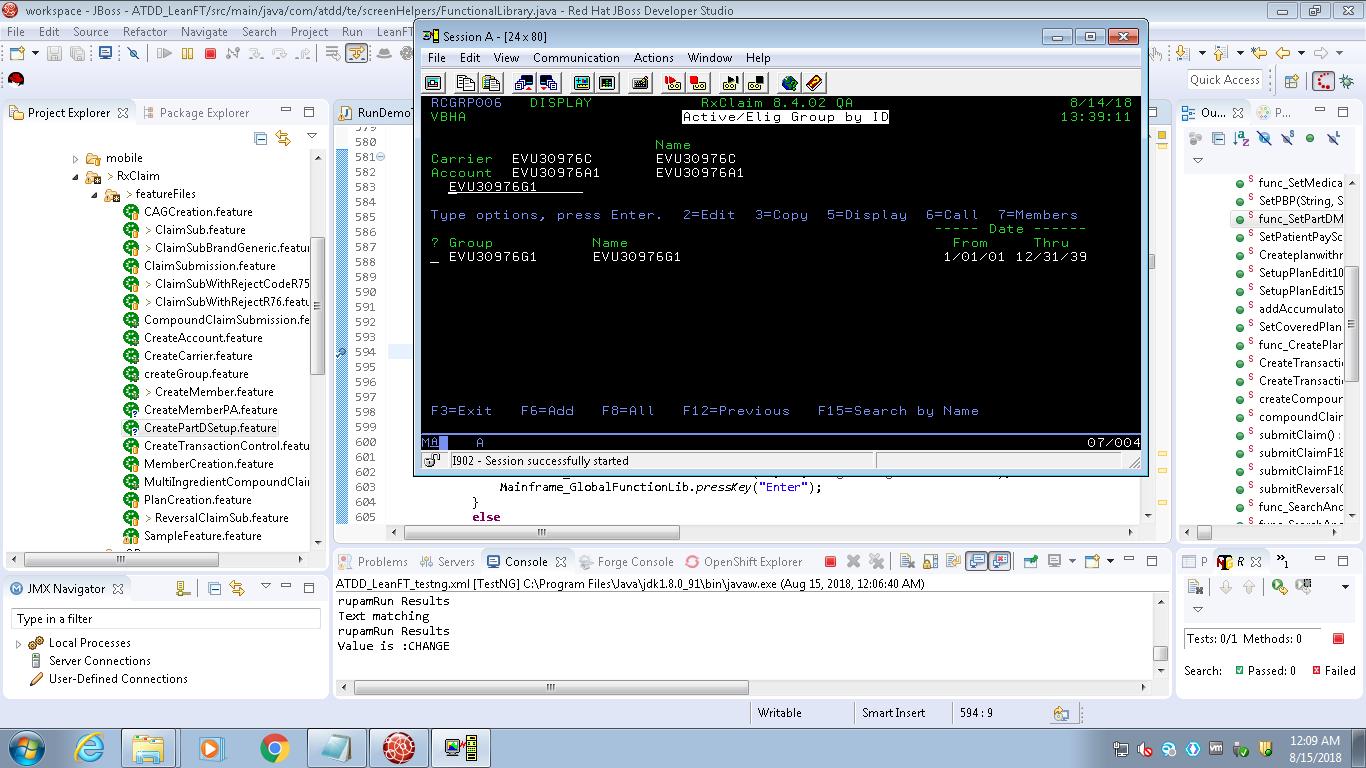 workspace - JBoss - ATDD_LeanFT/src/main/java/com/atdd/te/screenHelpers/FunctionalLibrary.java - Red Hat JBoss Developer Studio
File Edit Source Refactor Navigate Search Project Run LeanFT
Quick Access
Project Explorer
Package Explorer
mobile
> RxClaim
> featureFiles
CAGCreation.feature
> ClaimSub.feature
> ClaimSubBrandGeneric.featur
ClaimSubmission.feature
> ClaimSubWithRejectCodeR75
> ClaimSubWithRejectR76.featu
CompoundClaimSubmission.fe
CreateAccount.feature
CreateCarrier.feature
createGroup.feature
> CreateMember.feature
CreateMemberPA.feature
CreatePartDSetup.feature
CreateTransactionControl.featu
MemberCreation.feature
MultiIngredientCompoundClai
PlanCreation.feature
> ReversalClaimSub.feature
SampleFeature.feature
JMX Navigator
Type in a filter
Local Processes
Server Connections
User-Defined Connections
RunDemoT
579
580
581
582
583
584
585
586
587
588
589
590
591
592
593
594
595
596
597
598
599
600
601
602
603 Mainframe_GlobalFunctionLib.pressKey("Enter");
604 }
605 else
Session A - [24 x 80]
File Edit View Communication Actions Window Help
RCGRP006 DISPLAY RxClaim 8.4.02 QA 8/14/18
VBHA Active/Elig Group by ID 13:39:11
Name
Carrier EVU30976C EVU30976C
Account EVU30976A1 EVU30976A1
EVU30976G1
Type options, press Enter. 2=Edit 3=Copy 5=Display 6=Call 7=Members
----- Date ------
? Group Name From Thru
_ EVU30976G1 EVU30976G1 1/01/01 12/31/39
F3=Exit F6=Add F8=All F12=Previous F15=Search by Name
MA A 07/004
I902 - Session successfully started
Ou...
P...
func_SetMedica
SetPBP(String, S
func_SetPartDM
SetPatientPaySc
Createplanwithr
SetupPlanEdit10
SetupPlanEdit15
addAccumulato
SetCoveredPlan
func_CreatePlar
CreateTransactic
CreateTransactic
createCompour
compoundClair
submitClaim() :
submitClaimF18
submitClaimF18
submitReversalC
func_SearchAnc
Problems Servers Console Forge Console OpenShift Explorer
ATDD_LeanFT_testng.xml [TestNG] C:\Program Files\Java\jdk1.8.0_91\bin\javaw.exe (Aug 15, 2018, 12:06:40 AM)
rupamRun Results
Text matching
rupamRun Results
Value is :CHANGE
P
R
»1
Tests: 0/1 Methods: 0
Search: Passed: 0 Failed
Writable Smart Insert 594 : 9
12:09 AM
8/15/2018